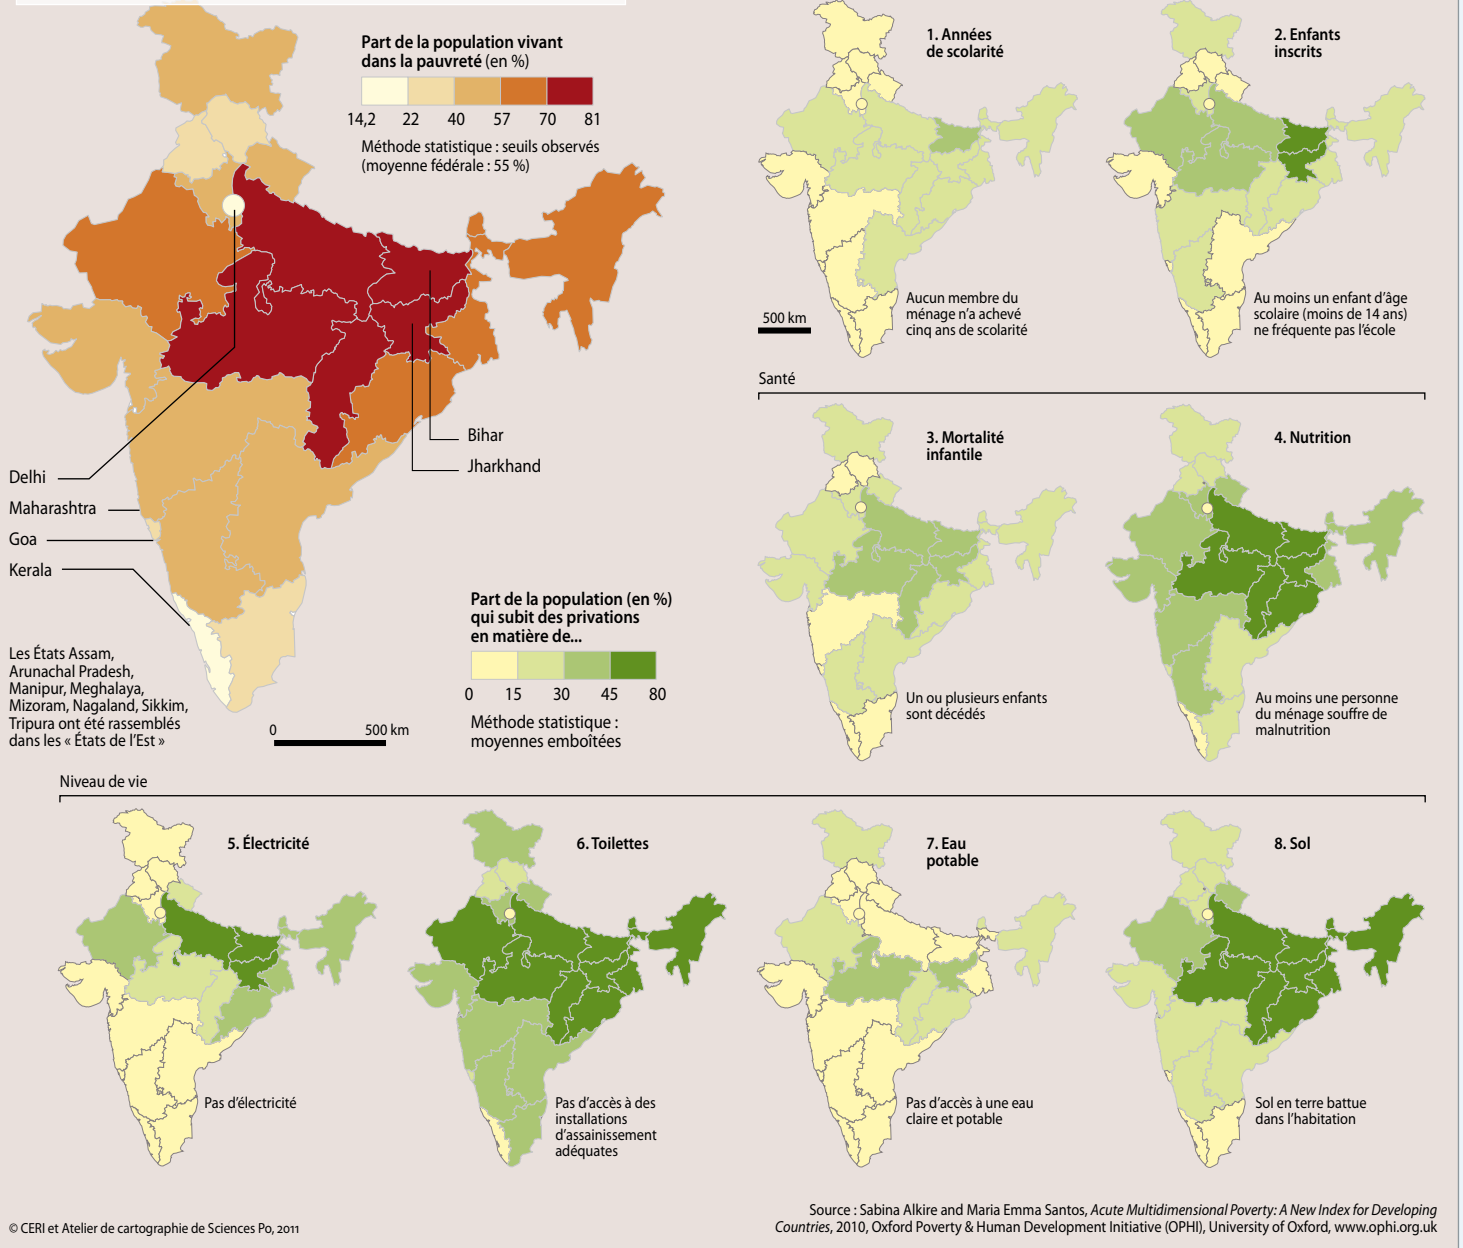 Part de la population vivant
dans la pauvreté (en %)
14,2 22 40 57 70 81
Méthode statistique : seuils observés
(moyenne fédérale : 55 %)
Bihar
Jharkhand
Delhi
Maharashtra
Goa
Kerala
Les États Assam,
Arunachal Pradesh,
Manipur, Meghalaya,
Mizoram, Nagaland, Sikkim,
Tripura ont été rassemblés
dans les « États de l’Est »
0 500 km
Part de la population (en %)
qui subit des privations
en matière de...
0 15 30 45 80
Méthode statistique :
moyennes emboîtées
1. Années
de scolarité
Aucun membre du
ménage n’a achevé
cinq ans de scolarité
500 km
2. Enfants
inscrits
Au moins un enfant d’âge
scolaire (moins de 14 ans)
ne fréquente pas l’école
Santé
3. Mortalité
infantile
Un ou plusieurs enfants
sont décédés
4. Nutrition
Au moins une personne
du ménage souffre de
malnutrition
Niveau de vie
5. Électricité
Pas d’électricité
6. Toilettes
Pas d’accès à des
installations
d’assainissement
adéquates
7. Eau
potable
Pas d’accès à une eau
claire et potable
8. Sol
Sol en terre battue
dans l’habitation
© CERI et Atelier de cartographie de Sciences Po, 2011
Source : Sabina Alkire and Maria Emma Santos, Acute Multidimensional Poverty: A New Index for Developing
Countries, 2010, Oxford Poverty & Human Development Initiative (OPHI), University of Oxford, www.ophi.org.uk